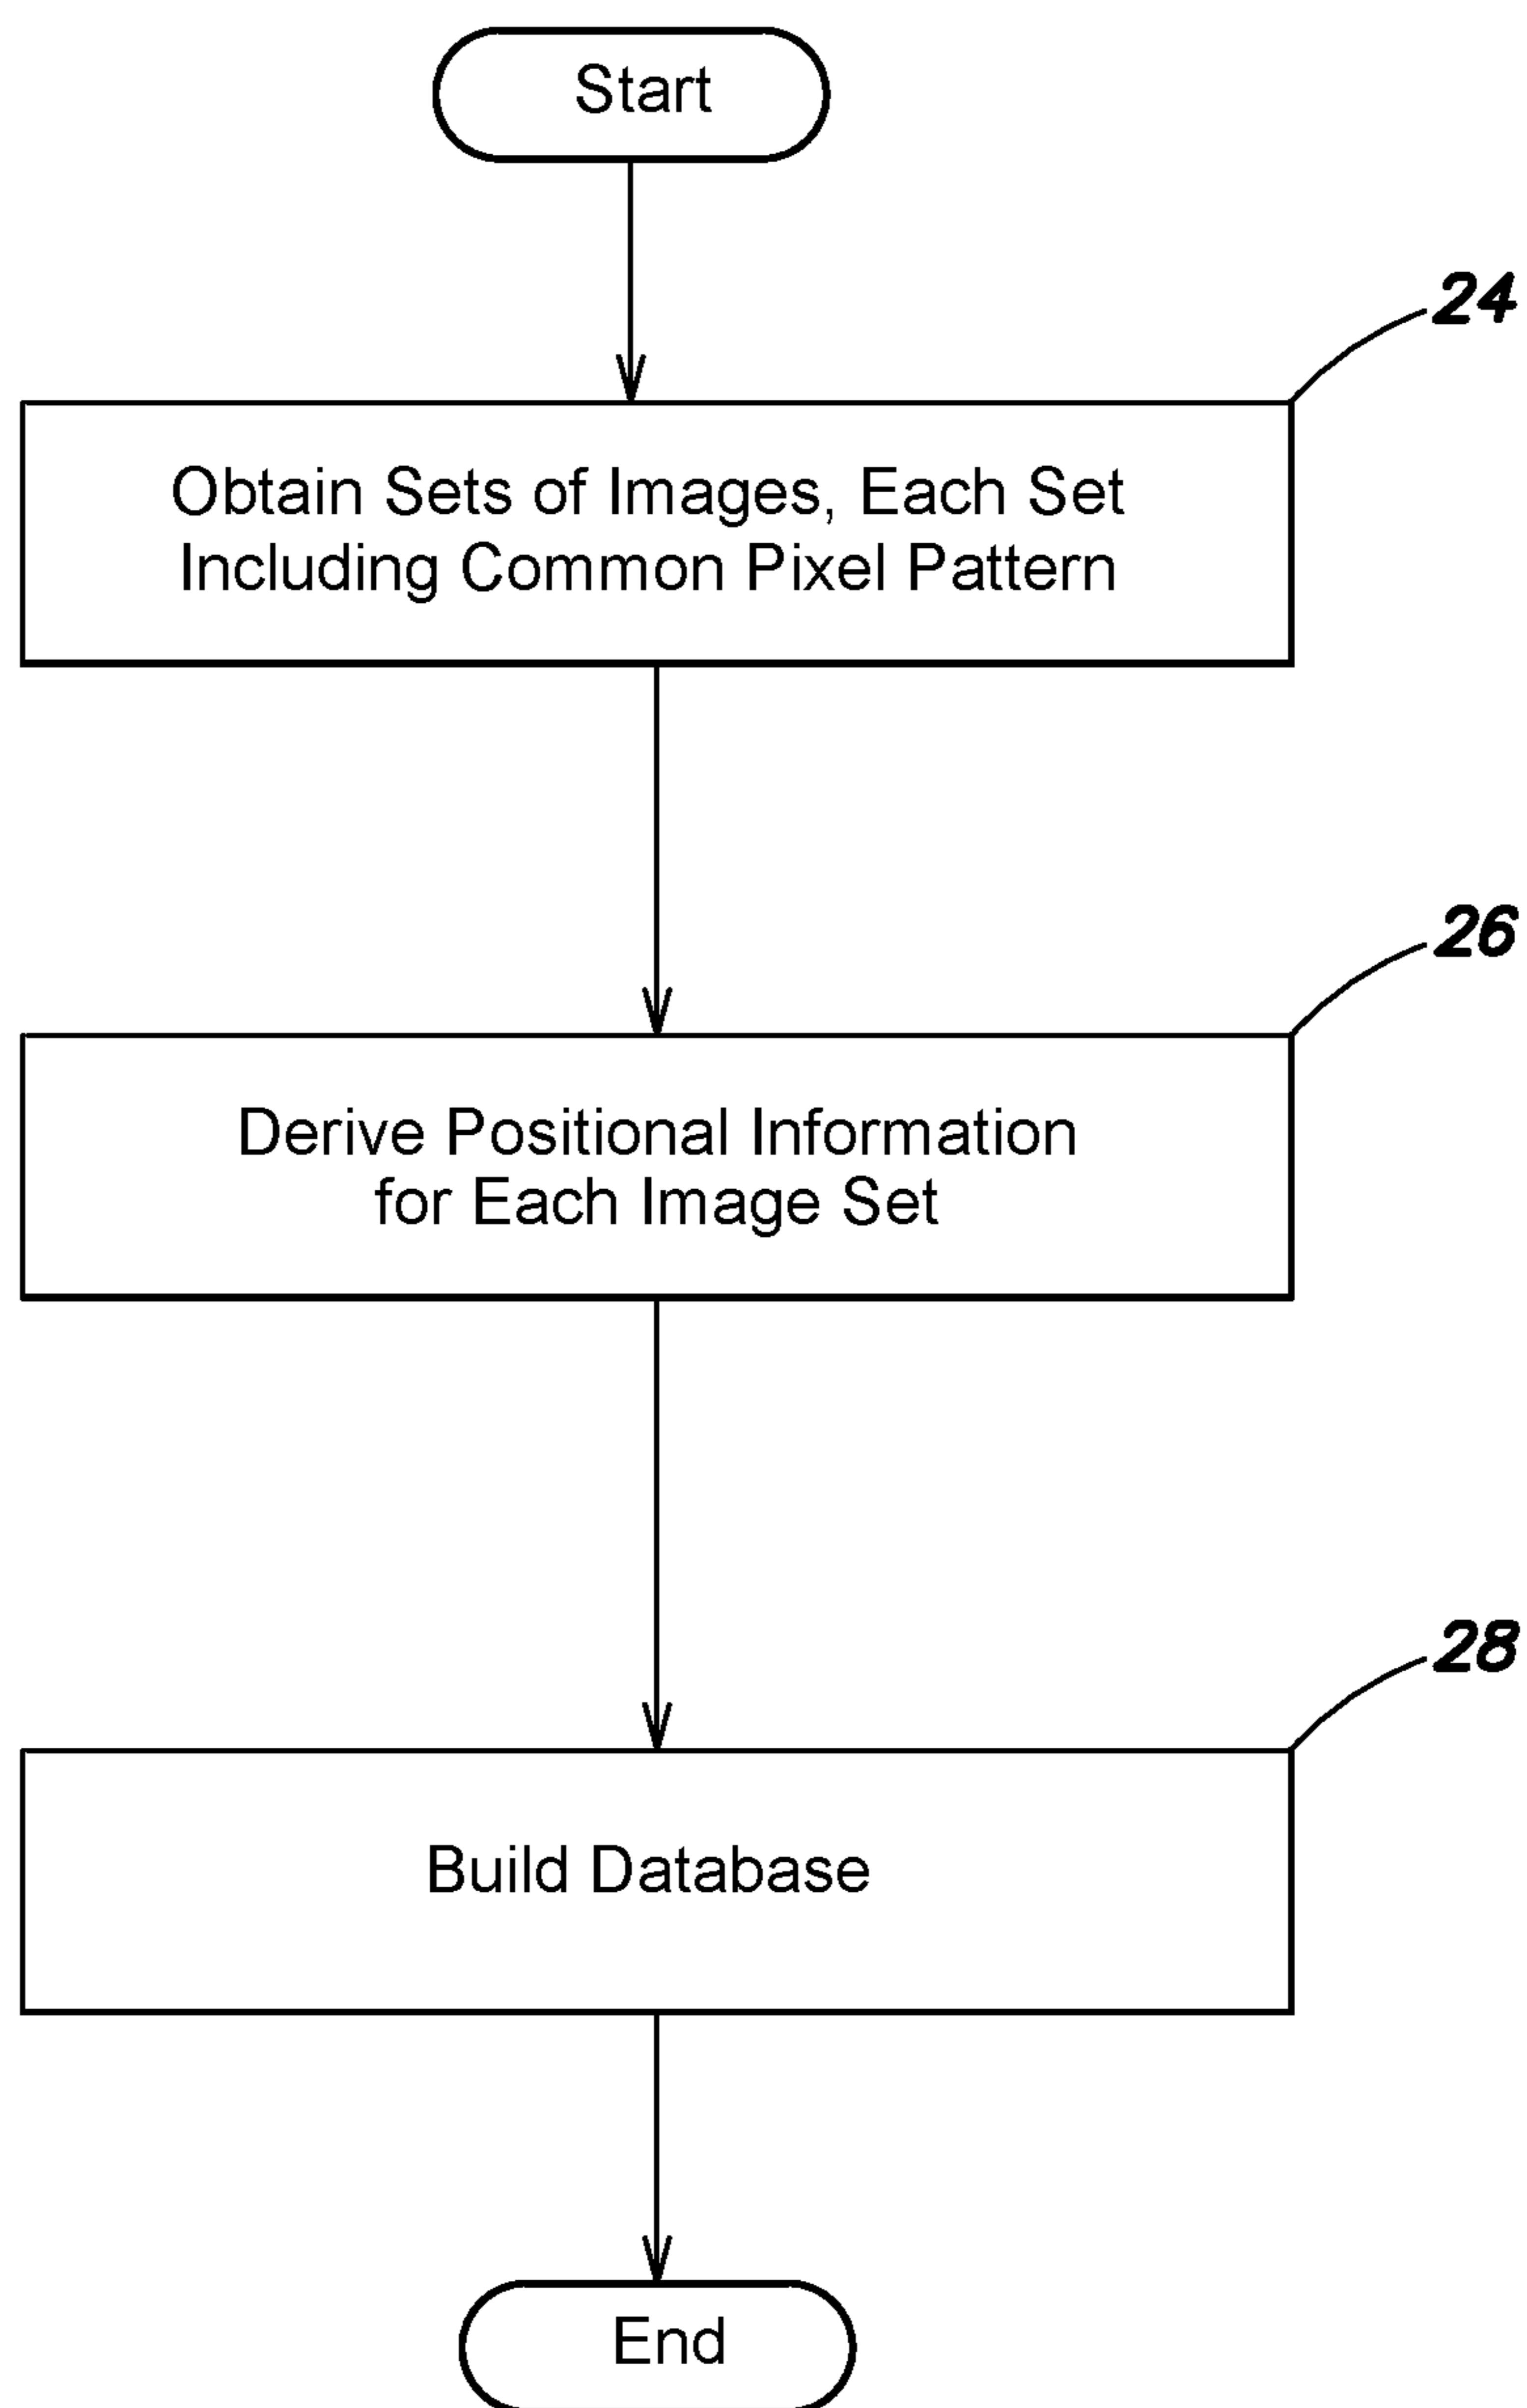 Start
24
Obtain Sets of Images, Each Set
Including Common Pixel Pattern
26
Derive Positional Information
for Each Image Set
28
Build Database
End